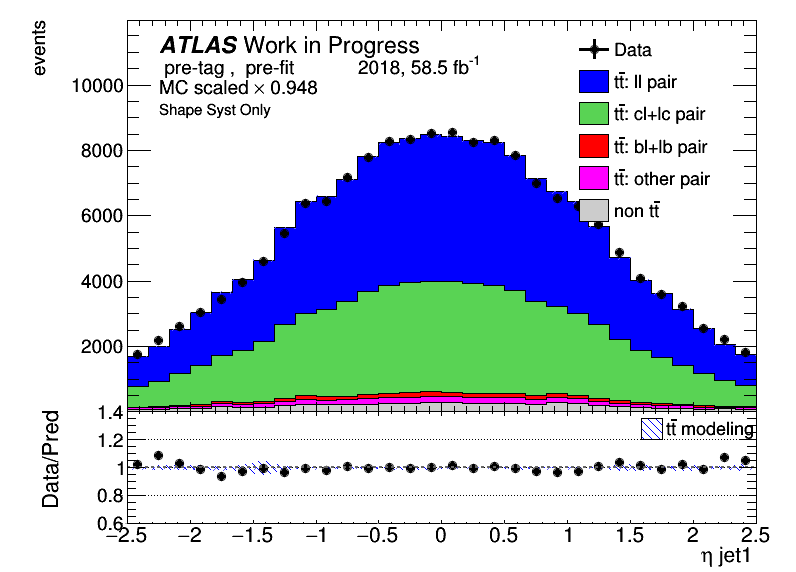 events
ATLAS Work in Progress
pre-tag , pre-fit 2018, 58.5 fb-1
MC scaled × 0.948
Shape Syst Only
Data
tt̄: ll pair
tt̄: cl+lc pair
tt̄: bl+lb pair
tt̄: other pair
non tt̄
10000
8000
6000
4000
2000
Data/Pred
tt̄ modeling
1.4
1.2
1
0.8
0.6
−2.5 −2 −1.5 −1 −0.5 0 0.5 1 1.5 2 2.5
η jet1